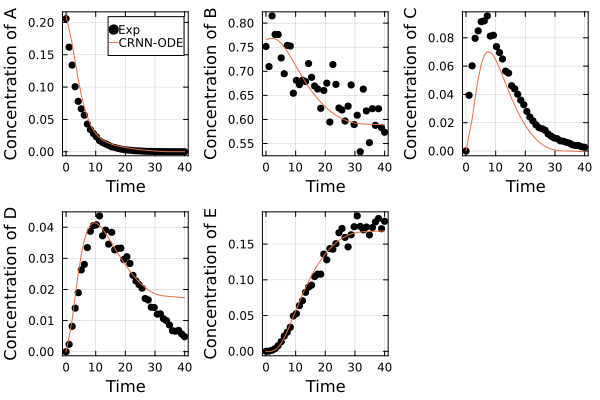 Concentration of A
0.20
0.15
0.10
0.05
0.00
0 10 20 30 40
Time
Exp
CRNN-ODE
Concentration of B
0.80
0.75
0.70
0.65
0.60
0.55
0 10 20 30 40
Time
Concentration of C
0.08
0.06
0.04
0.02
0.00
0 10 20 30 40
Time
Concentration of D
0.04
0.03
0.02
0.01
0.00
0 10 20 30 40
Time
Concentration of E
0.15
0.10
0.05
0.00
0 10 20 30 40
Time